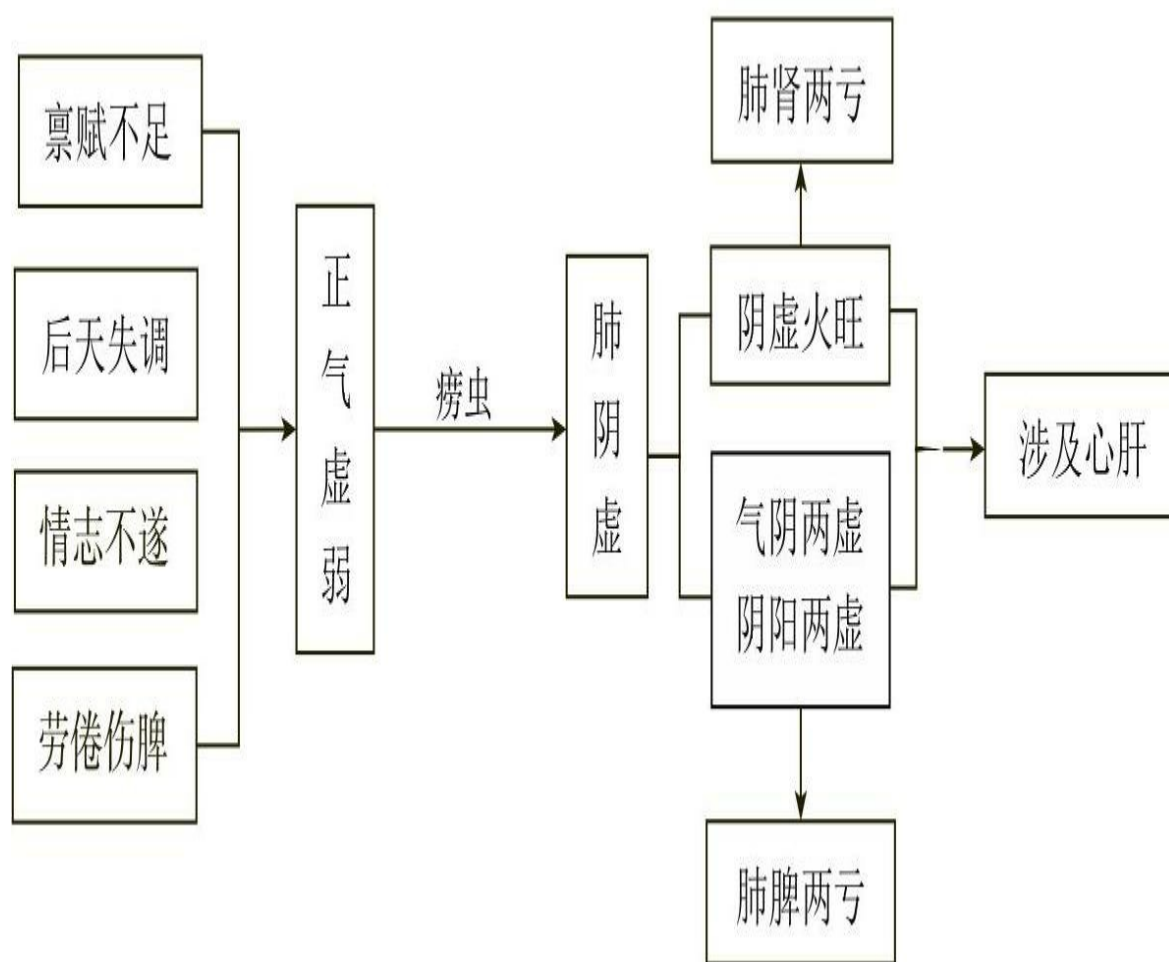 禀赋不足
后天失调
情志不遂
劳倦伤脾
正气虚弱
痨虫
肺阴虚
肺肾两亏
阴虚火旺
气阴两虚
阴阳两虚
肺脾两亏
涉及心肝